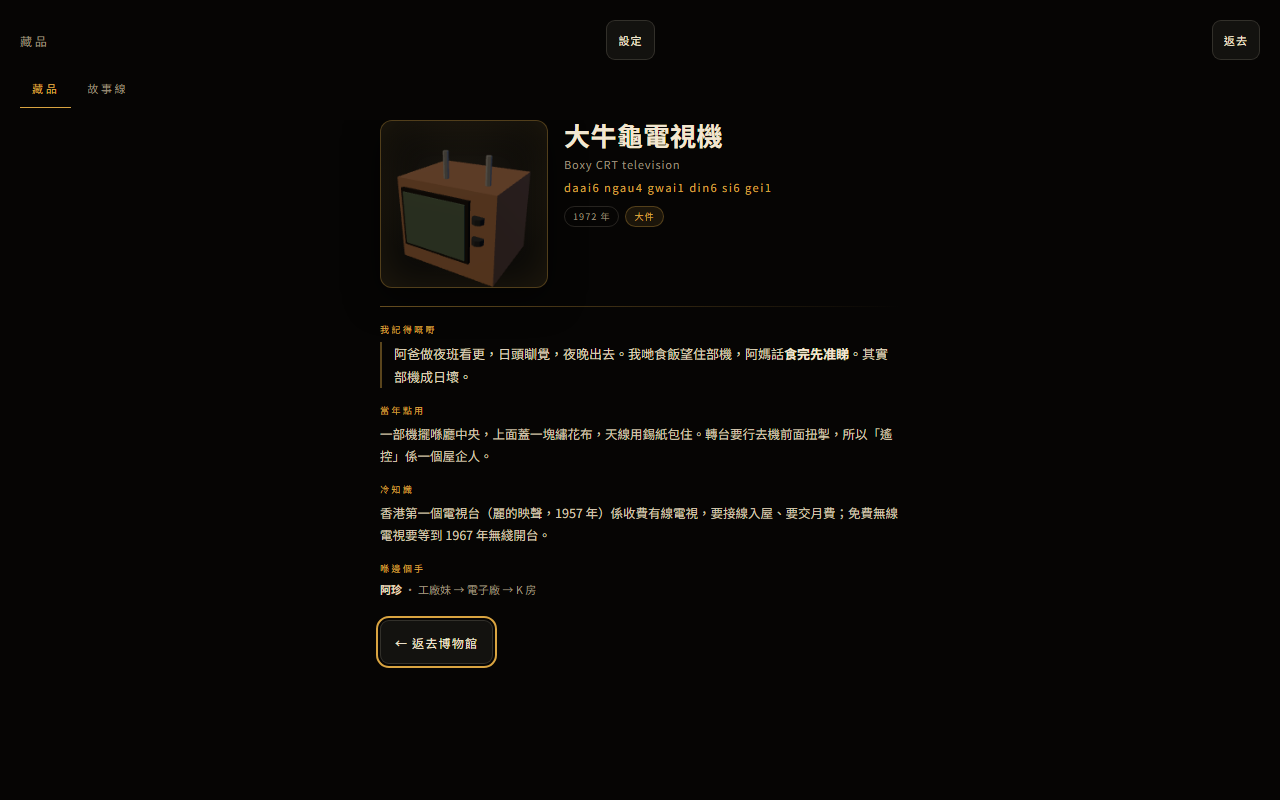 藏品
設定
返去
藏品
故事線
大牛龜電視機
Boxy CRT television
daai6 ngau4 gwai1 din6 si6 gei1
1972 年
大件
我記得嘅嘢
阿爸做夜班看更，日頭瞓覺，夜晚出去。我哋食飯望住部機，阿媽話食完先准睇。其實
部機成日壞。
當年點用
一部機擺喺廳中央，上面蓋一塊繡花布，天線用錫紙包住。轉台要行去機前面扭掣，所以「遙
控」係一個屋企人。
冷知識
香港第一個電視台（麗的映聲，1957 年）係收費有線電視，要接線入屋、要交月費；免費無線
電視要等到 1967 年無綫開台。
喺邊個手
阿珍 · 工廠妹 → 電子廠 → K 房
← 返去博物館